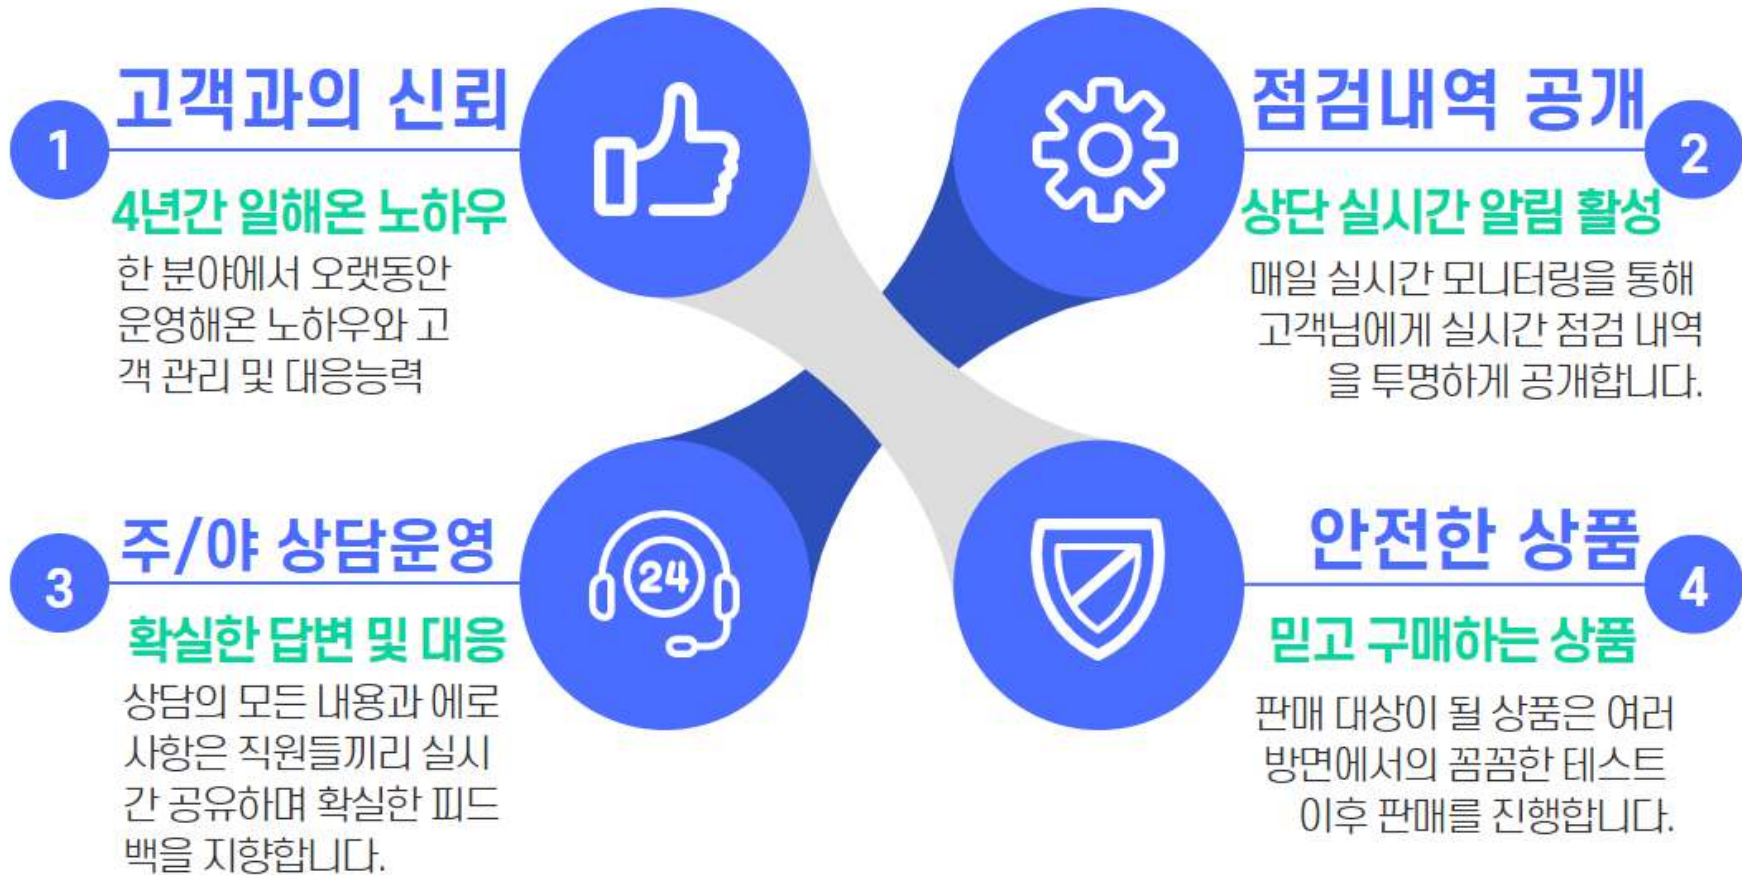 1
고객과의 신뢰
4년간 일해온 노하우
한 분야에서 오랫동안
운영해온 노하우와 고
객 관리 및 대응능력
점검내역 공개
2
상단 실시간 알림 활성
매일 실시간 모니터링을 통해
고객님에게 실시간 점검 내역
을 투명하게 공개합니다.
3
주/야 상담운영
24
확실한 답변 및 대응
상담의 모든 내용과 에로
사항은 직원들끼리 실시
간 공유하며 확실한 피드
백을 지향합니다.
안전한 상품
4
믿고 구매하는 상품
판매 대상이 될 상품은 여러
방면에서의 꼼꼼한 테스트
이후 판매를 진행합니다.